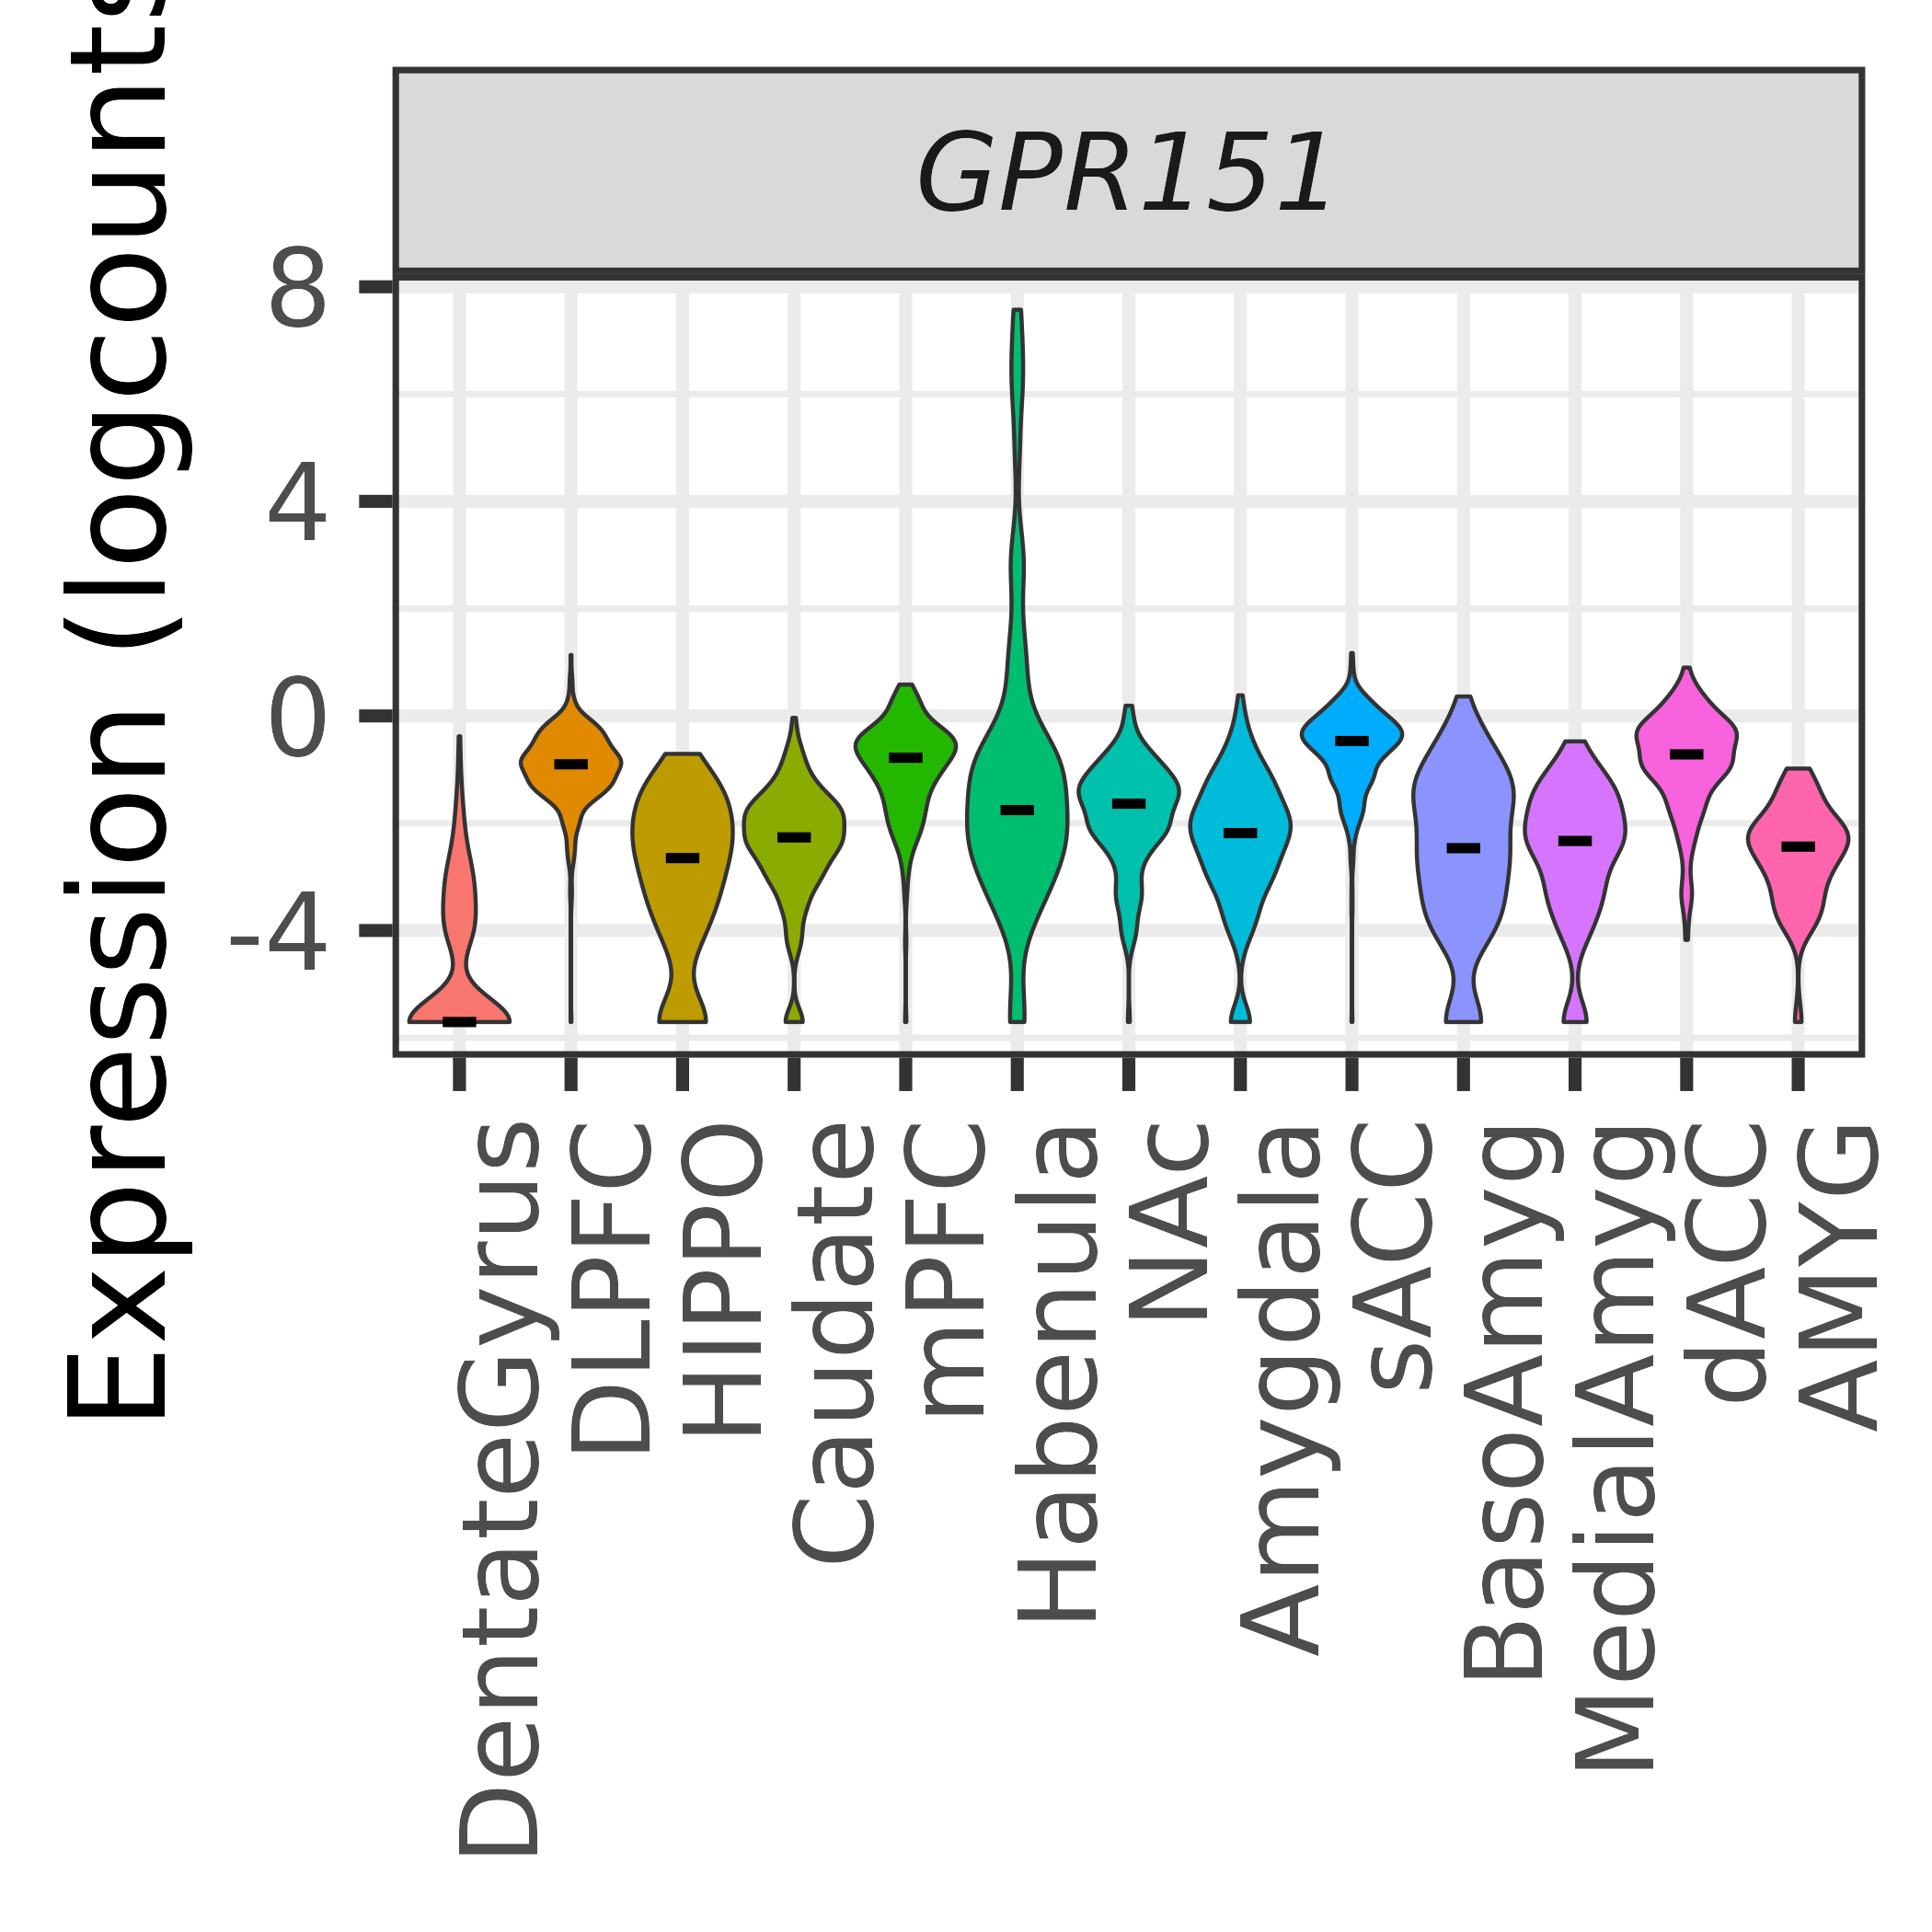 GPR151
Expression (logcounts
8
4
0
-4
DentateGyrus
DLPFC
HIPPO
Caudate
mPFC
Habenula
NAc
Amygdala
sACC
BasoAmyg
MedialAmyg
dACC
AMYG